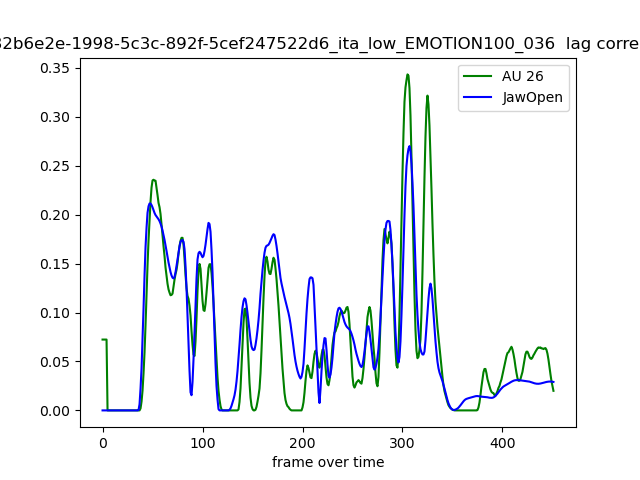 32b6e2e-1998-5c3c-892f-5cef247522d6_ita_low_EMOTION100_036 lag corre
0.35
0.30
0.25
0.20
0.15
0.10
0.05
0.00
AU 26
JawOpen
0 100 200 300 400
frame over time